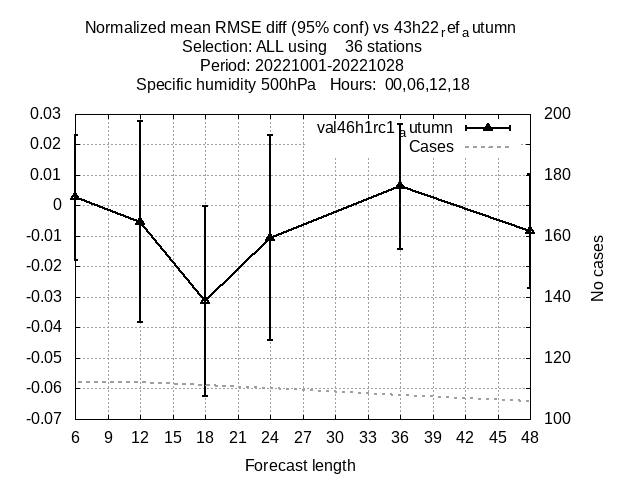 Normalized mean RMSE diff (95% conf) vs 43h22refautumn
Selection: ALL using 36 stations
Period: 20221001-20221028
Specific humidity 500hPa Hours: 00,06,12,18
val46h1rc1autumn
Cases
0.03
0.02
0.01
0
-0.01
-0.02
-0.03
-0.04
-0.05
-0.06
-0.07
200
180
160
140
120
100
No cases
6 9 12 15 18 21 24 27 30 33 36 39 42 45 48
Forecast length